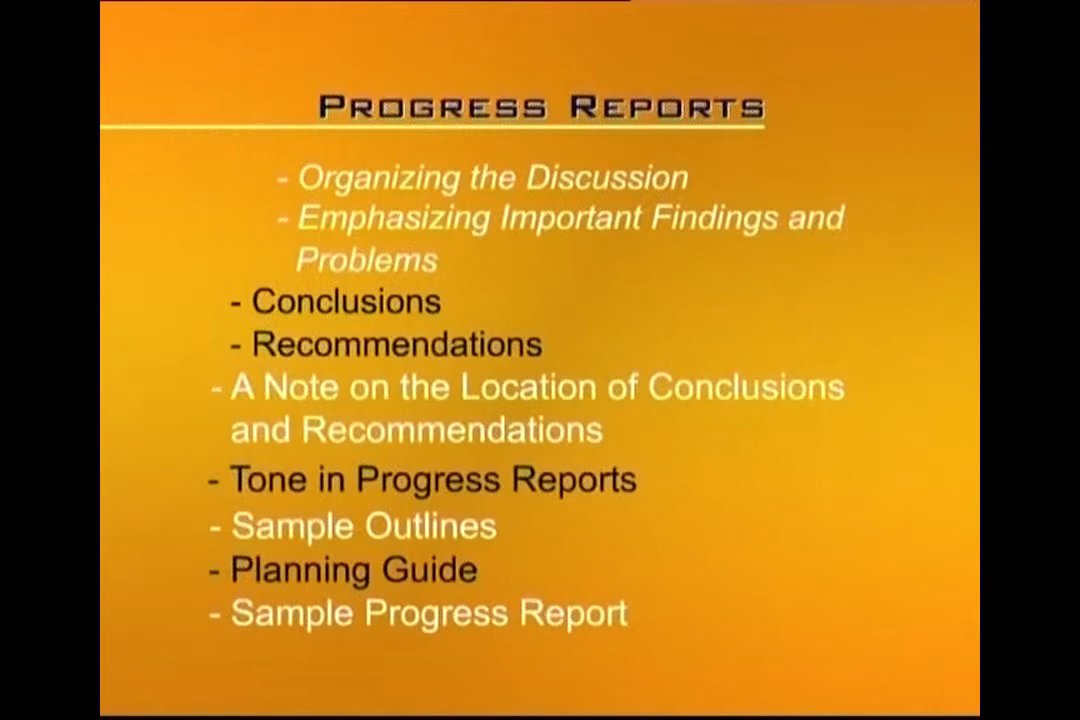 Progress Reports
- Organizing the Discussion
- Emphasizing Important Findings and
Problems
- Conclusions
- Recommendations
- A Note on the Location of Conclusions
and Recommendations
- Tone in Progress Reports
- Sample Outlines
- Planning Guide
- Sample Progress Report